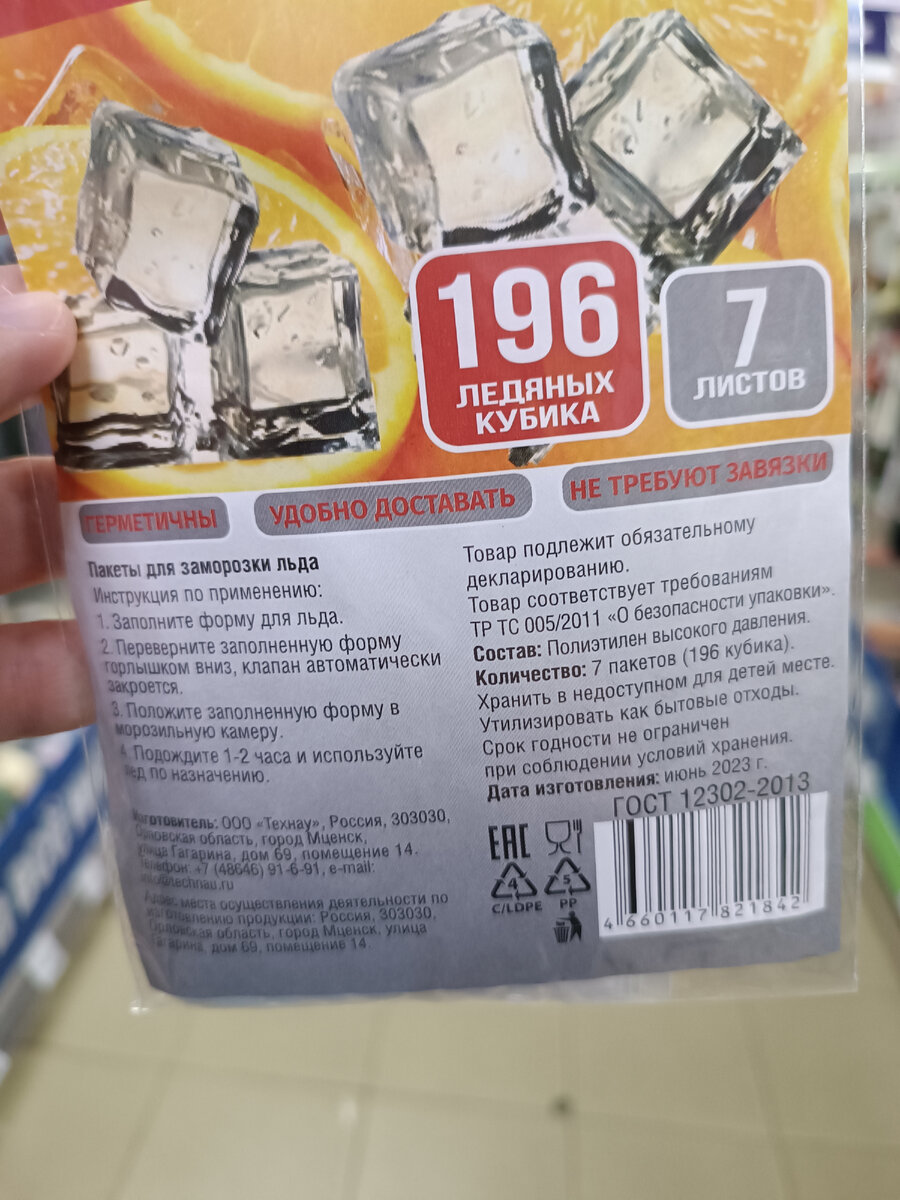 196
ЛЕДЯНЫХ
КУБИКА
7
ЛИСТОВ
ГЕРМЕТИЧНЫ
УДОБНО ДОСТАВАТЬ
НЕ ТРЕБУЮТ ЗАВЯЗКИ
Пакеты для заморозки льда
Инструкция по применению:
1. Заполните форму для льда.
2. Переверните заполненную форму
горлышком вниз, клапан автоматически
закроется.
3. Положите заполненную форму в
морозильную камеру.
4. Подождите 1-2 часа и используйте
лед по назначению.
Изготовитель: ООО «Технау», Россия, 303030,
Орловская область, город Мценск,
улица Гагарина, дом 69, помещение 14.
Телефон: +7 (48646) 91-6-91, e-mail:
info@technau.ru
Адрес места осуществления деятельности по
изготовлению продукции: Россия, 303030,
Орловская область, город Мценск, улица
Гагарина, дом 69, помещение 14.
Товар подлежит обязательному
декларированию.
Товар соответствует требованиям
ТР ТС 005/2011 «О безопасности упаковки».
Состав: Полиэтилен высокого давления.
Количество: 7 пакетов (196 кубика).
Хранить в недоступном для детей месте.
Утилизировать как бытовые отходы.
Срок годности не ограничен
при соблюдении условий хранения.
Дата изготовления: июнь 2023 г.
ГОСТ 12302-2013
EAC
4
C/LDPE
5
PP
4 660117 821842